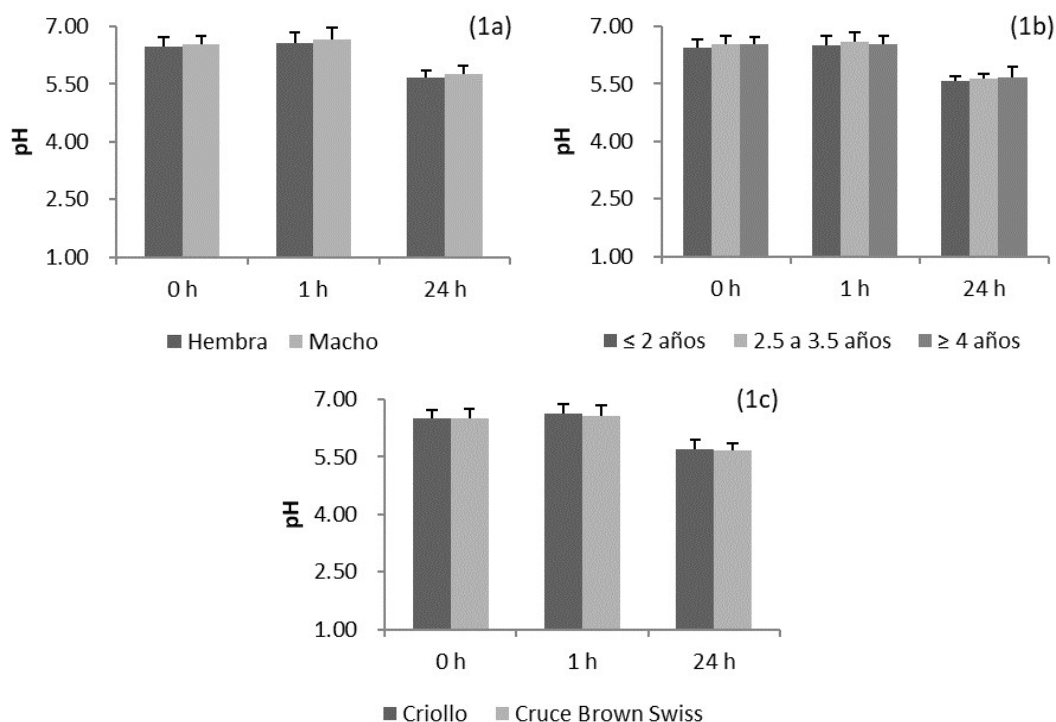 (1a)
7.00
5.50
4.00
2.50
1.00
pH
0 h 1 h 24 h
Hembra Macho
(1b)
7.00
5.50
4.00
2.50
1.00
pH
0 h 1 h 24 h
≤ 2 años 2.5 a 3.5 años ≥ 4 años
(1c)
7.00
5.50
4.00
2.50
1.00
pH
0 h 1 h 24 h
Criollo Cruce Brown Swiss